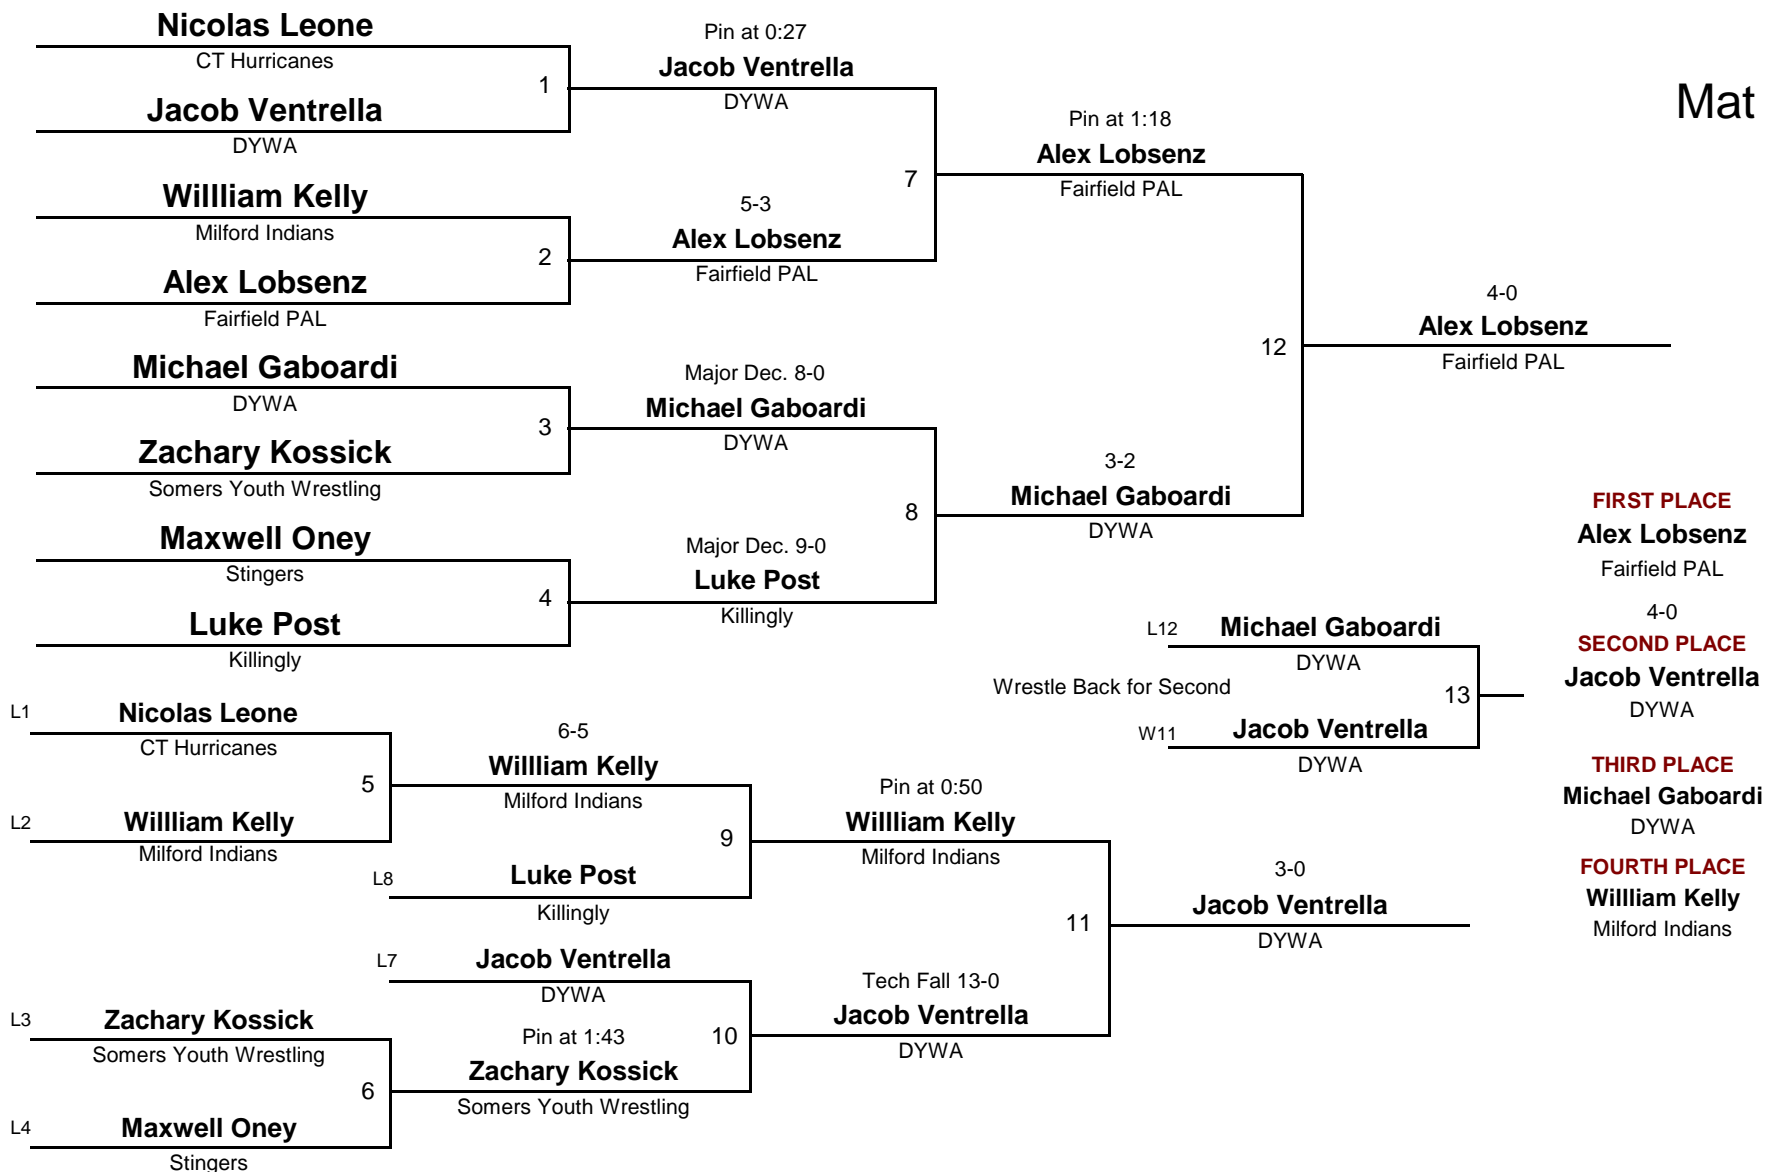 Nicolas Leone
CT Hurricanes
1
Jacob Ventrella
DYWA
Willliam Kelly
Milford Indians
2
Alex Lobsenz
Fairfield PAL
Michael Gaboardi
DYWA
3
Zachary Kossick
Somers Youth Wrestling
Maxwell Oney
Stingers
4
Luke Post
Killingly
Pin at 0:27
Jacob Ventrella
DYWA
7
5-3
Alex Lobsenz
Fairfield PAL
Major Dec. 8-0
Michael Gaboardi
DYWA
8
Major Dec. 9-0
Luke Post
Killingly
Pin at 1:18
Alex Lobsenz
Fairfield PAL
12
3-2
Michael Gaboardi
DYWA
4-0
Alex Lobsenz
Fairfield PAL
Mat
L1
Nicolas Leone
CT Hurricanes
5
L2
Willliam Kelly
Milford Indians
6-5
Willliam Kelly
Milford Indians
9
L8
Luke Post
Killingly
L7
Jacob Ventrella
DYWA
10
L3
Zachary Kossick
Somers Youth Wrestling
6
L4
Maxwell Oney
Stingers
Pin at 1:43
Zachary Kossick
Somers Youth Wrestling
Pin at 0:50
Willliam Kelly
Milford Indians
11
Tech Fall 13-0
Jacob Ventrella
DYWA
3-0
Jacob Ventrella
DYWA
L12
Michael Gaboardi
DYWA
Wrestle Back for Second
13
W11
Jacob Ventrella
DYWA
FIRST PLACE
Alex Lobsenz
Fairfield PAL
4-0
SECOND PLACE
Jacob Ventrella
DYWA
THIRD PLACE
Michael Gaboardi
DYWA
FOURTH PLACE
Willliam Kelly
Milford Indians